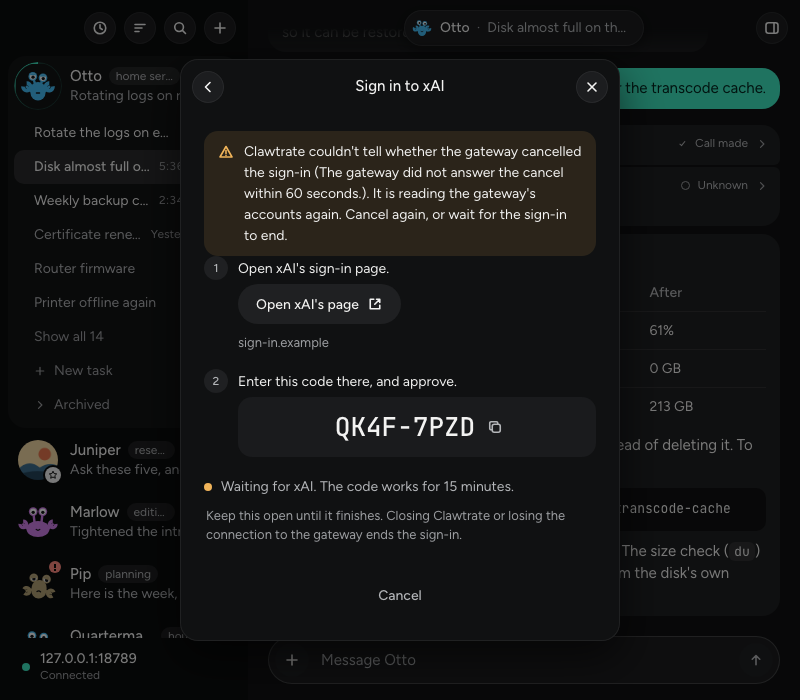 so it can be restor
Otto · Disk almost full on th...
Otto home ser...
Rotating logs on r
Rotate the logs on e...
Disk almost full o... 5:36
Weekly backup c... 2:34
Certificate rene... Yeste
Router firmware
Printer offline again
Show all 14
New task
Archived
Juniper rese...
Ask these five, an
Marlow editi...
Tightened the intr
Pip planning
Here is the week,
Quarterma
127.0.0.1:18789
Connected
Sign in to xAI
Clawtrate couldn't tell whether the gateway cancelled
the sign-in (The gateway did not answer the cancel
within 60 seconds.). It is reading the gateway's
accounts again. Cancel again, or wait for the sign-in
to end.
1 Open xAI's sign-in page.
Open xAI's page
sign-in.example
2 Enter this code there, and approve.
QK4F-7PZD
Waiting for xAI. The code works for 15 minutes.
Keep this open until it finishes. Closing Clawtrate or losing the
connection to the gateway ends the sign-in.
Cancel
the transcode cache.
Call made
Unknown
After
61%
0 GB
213 GB
ead of deleting it. To
transcode-cache
The size check ( du )
m the disk's own
Message Otto